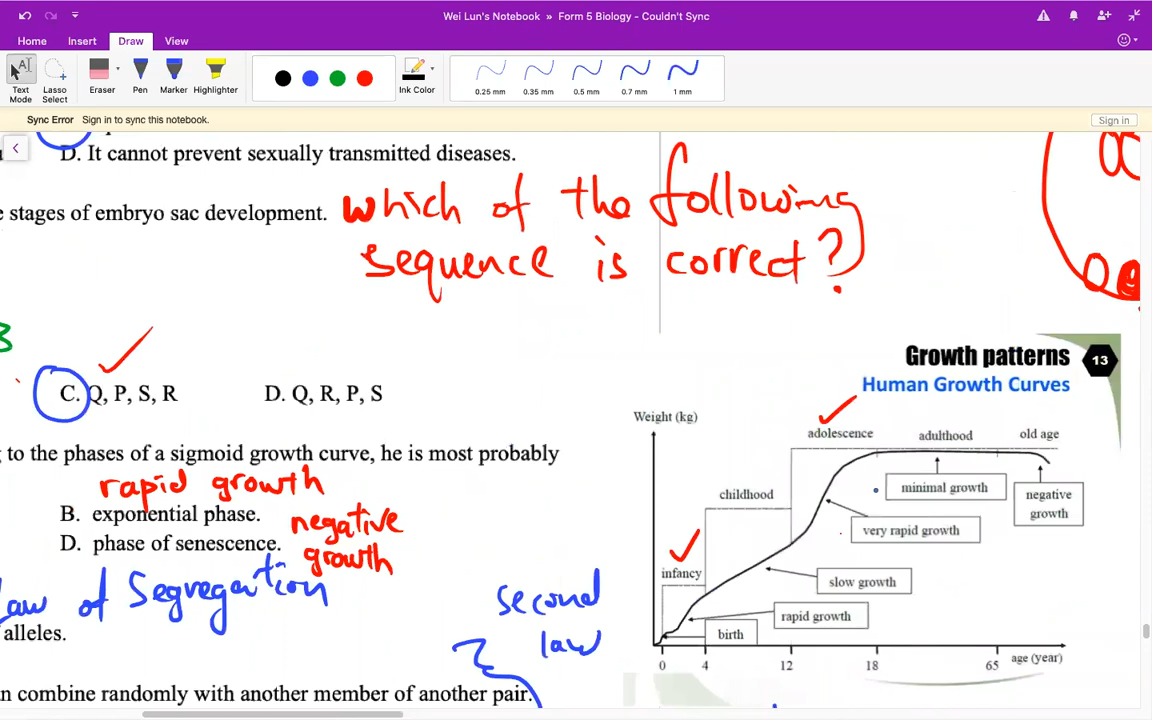 Wei Lun's Notebook » Form 5 Biology - Couldn't Sync
Home Insert Draw View
Text Mode
Lasso Select
Eraser
Pen
Marker
Highlighter
Ink Color
0.25 mm 0.35 mm 0.5 mm 0.7 mm 1 mm
Sync Error Sign in to sync this notebook.
Sign in
D. It cannot prevent sexually transmitted diseases.
e stages of embryo sac development.
which of the following
sequence is correct?
C. Q, P, S, R D. Q, R, P, S
g to the phases of a sigmoid growth curve, he is most probably
rapid growth
B. exponential phase.
negative
growth
D. phase of senescence.
Law of Segregation
second
law
alleles.
n combine randomly with another member of another pair.
Growth patterns 13
Human Growth Curves
Weight (kg)
adolescence adulthood old age
childhood
infancy
minimal growth
negative growth
very rapid growth
slow growth
rapid growth
birth
0 4 12 18 65 age (year)